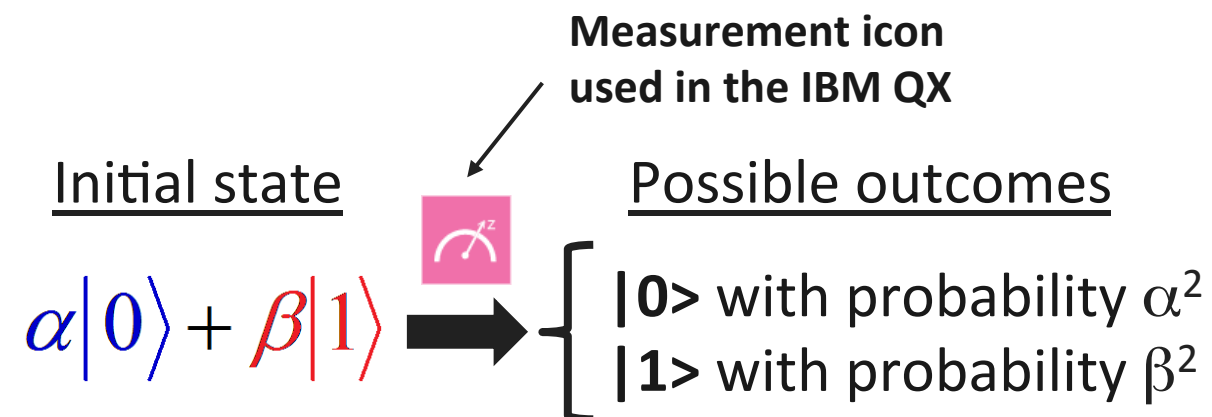 Measurement icon
used in the IBM QX
Initial state
Possible outcomes
z
α|0⟩ + β|1⟩
|0> with probability α²
|1> with probability β²